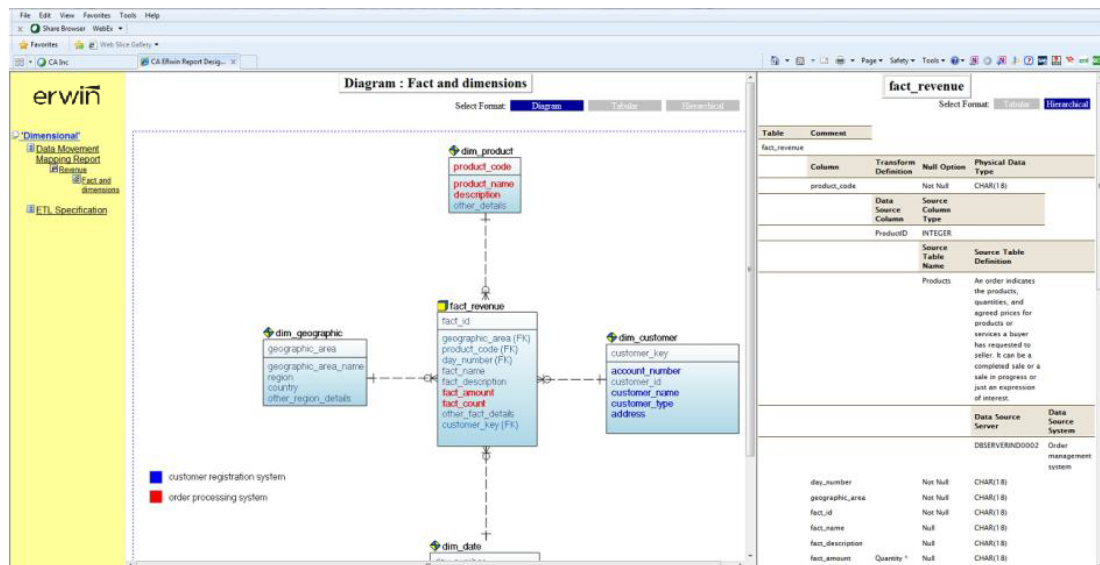 File Edit View Favorites Tools Help
x Share Browser WebEx
Favorites Web Slice Gallery
CA Inc CA ERwin Report Desig... X
Page Safety Tools
erwin
'Dimensional'
Data Movement
Mapping Report
Revenue
Fact and
dimensions
ETL Specification
Diagram : Fact and dimensions
Select Format: Diagram Tabular Hierarchical
dim_product
product_code
product_name
description
other_details
fact_revenue
fact_id
geographic_area (FK)
product_code (FK)
day_number (FK)
fact_name
fact_description
fact_amount
fact_count
other_fact_details
customer_key (FK)
dim_geographic
geographic_area
geographic_area_name
region
country
other_region_details
dim_customer
customer_key
account_number
customer_id
customer_name
customer_type
address
customer registration system
order processing system
dim_date
fact_revenue
Select Format: Tabular Hierarchical
Table Comment
fact_revenue
Column Transform Definition Null Option Physical Data Type
product_code Not Null CHAR(18)
Data Source Column Source Column Type
ProductID INTEGER
Source Table Name Source Table Definition
Products An order indicates
the products,
quantities, and
agreed prices for
products or
services a buyer
has requested to
seller. It can be a
completed sale or a
sale in progress or
just an expression
of interest.
Data Source Server Data Source System
DBSERVERIND0002 Order management system
day_number Not Null CHAR(18)
geographic_area Not Null CHAR(18)
fact_id Not Null CHAR(18)
fact_name Null CHAR(18)
fact_description Null CHAR(18)
fact_amount Quantity * Null CHAR(18)